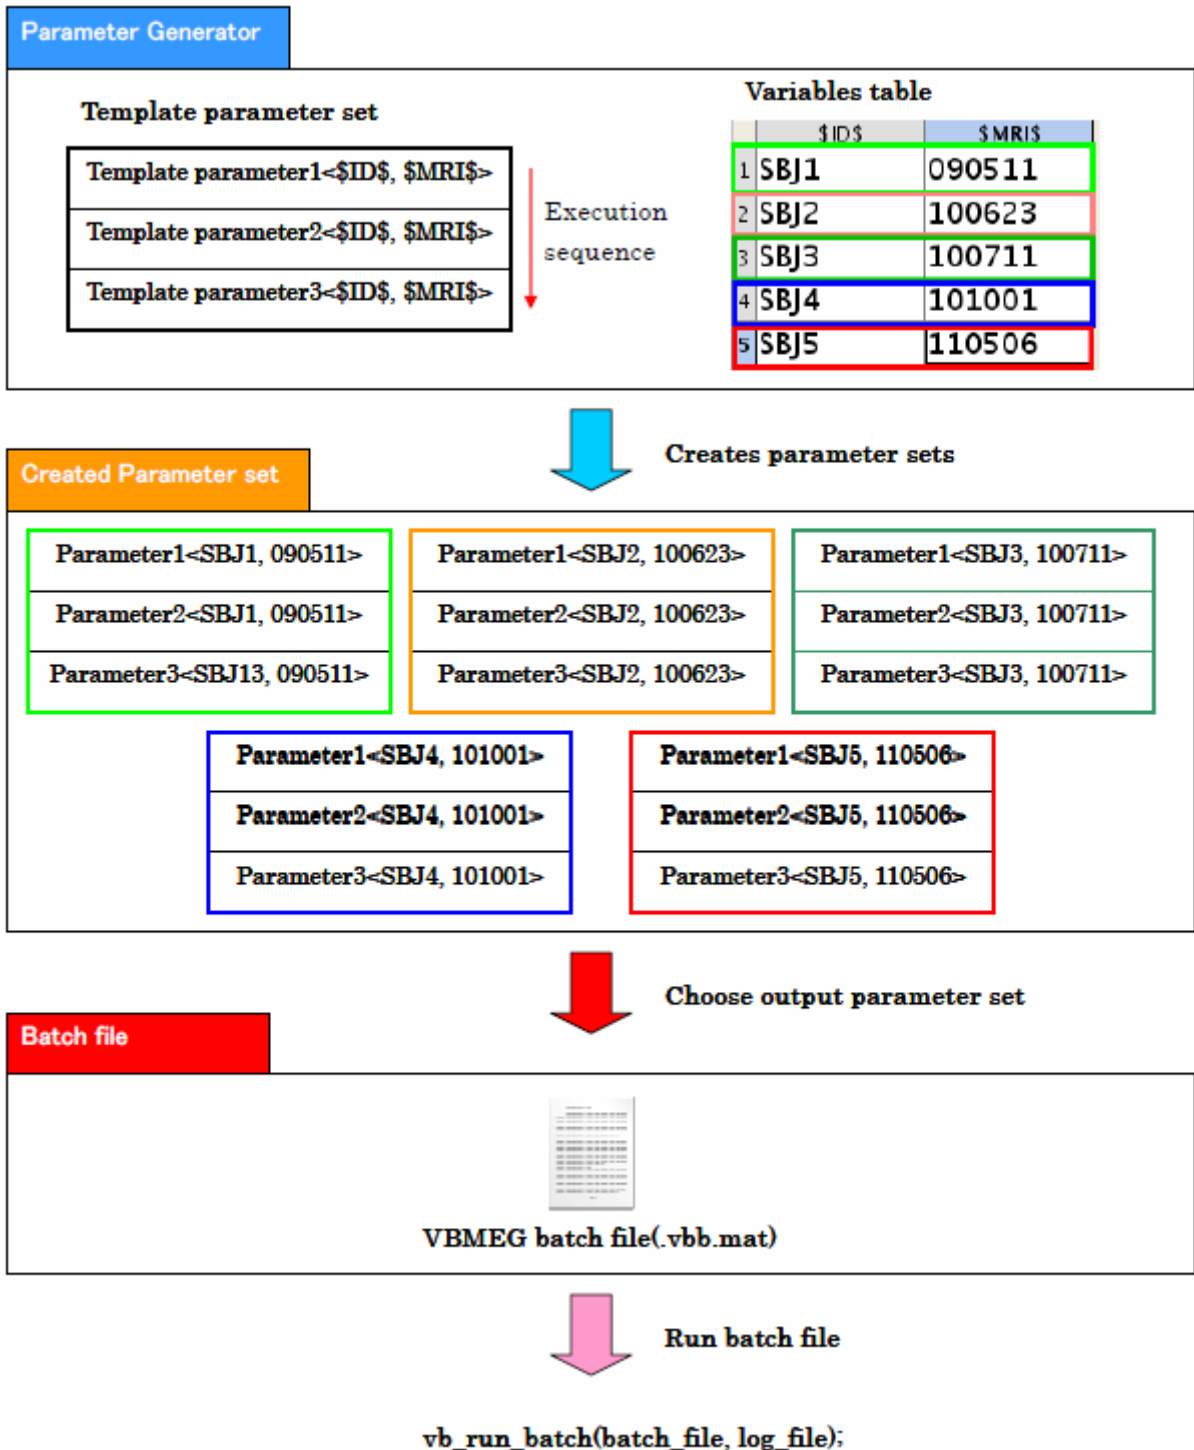 Parameter Generator
Template parameter set
Template parameter1<$ID$, $MRI$>
Template parameter2<$ID$, $MRI$>
Template parameter3<$ID$, $MRI$>
Execution
sequence
Variables table
$ID$ $MRI$
1 SBJ1 090511
2 SBJ2 100623
3 SBJ3 100711
4 SBJ4 101001
5 SBJ5 110506
Creates parameter sets
Created Parameter set
Parameter1<SBJ1, 090511>
Parameter2<SBJ1, 090511>
Parameter3<SBJ13, 090511>
Parameter1<SBJ2, 100623>
Parameter2<SBJ2, 100623>
Parameter3<SBJ2, 100623>
Parameter1<SBJ3, 100711>
Parameter2<SBJ3, 100711>
Parameter3<SBJ3, 100711>
Parameter1<SBJ4, 101001>
Parameter2<SBJ4, 101001>
Parameter3<SBJ4, 101001>
Parameter1<SBJ5, 110506>
Parameter2<SBJ5, 110506>
Parameter3<SBJ5, 110506>
Choose output parameter set
Batch file
VBMEG batch file(.vbb.mat)
Run batch file
vb_run_batch(batch_file, log_file);